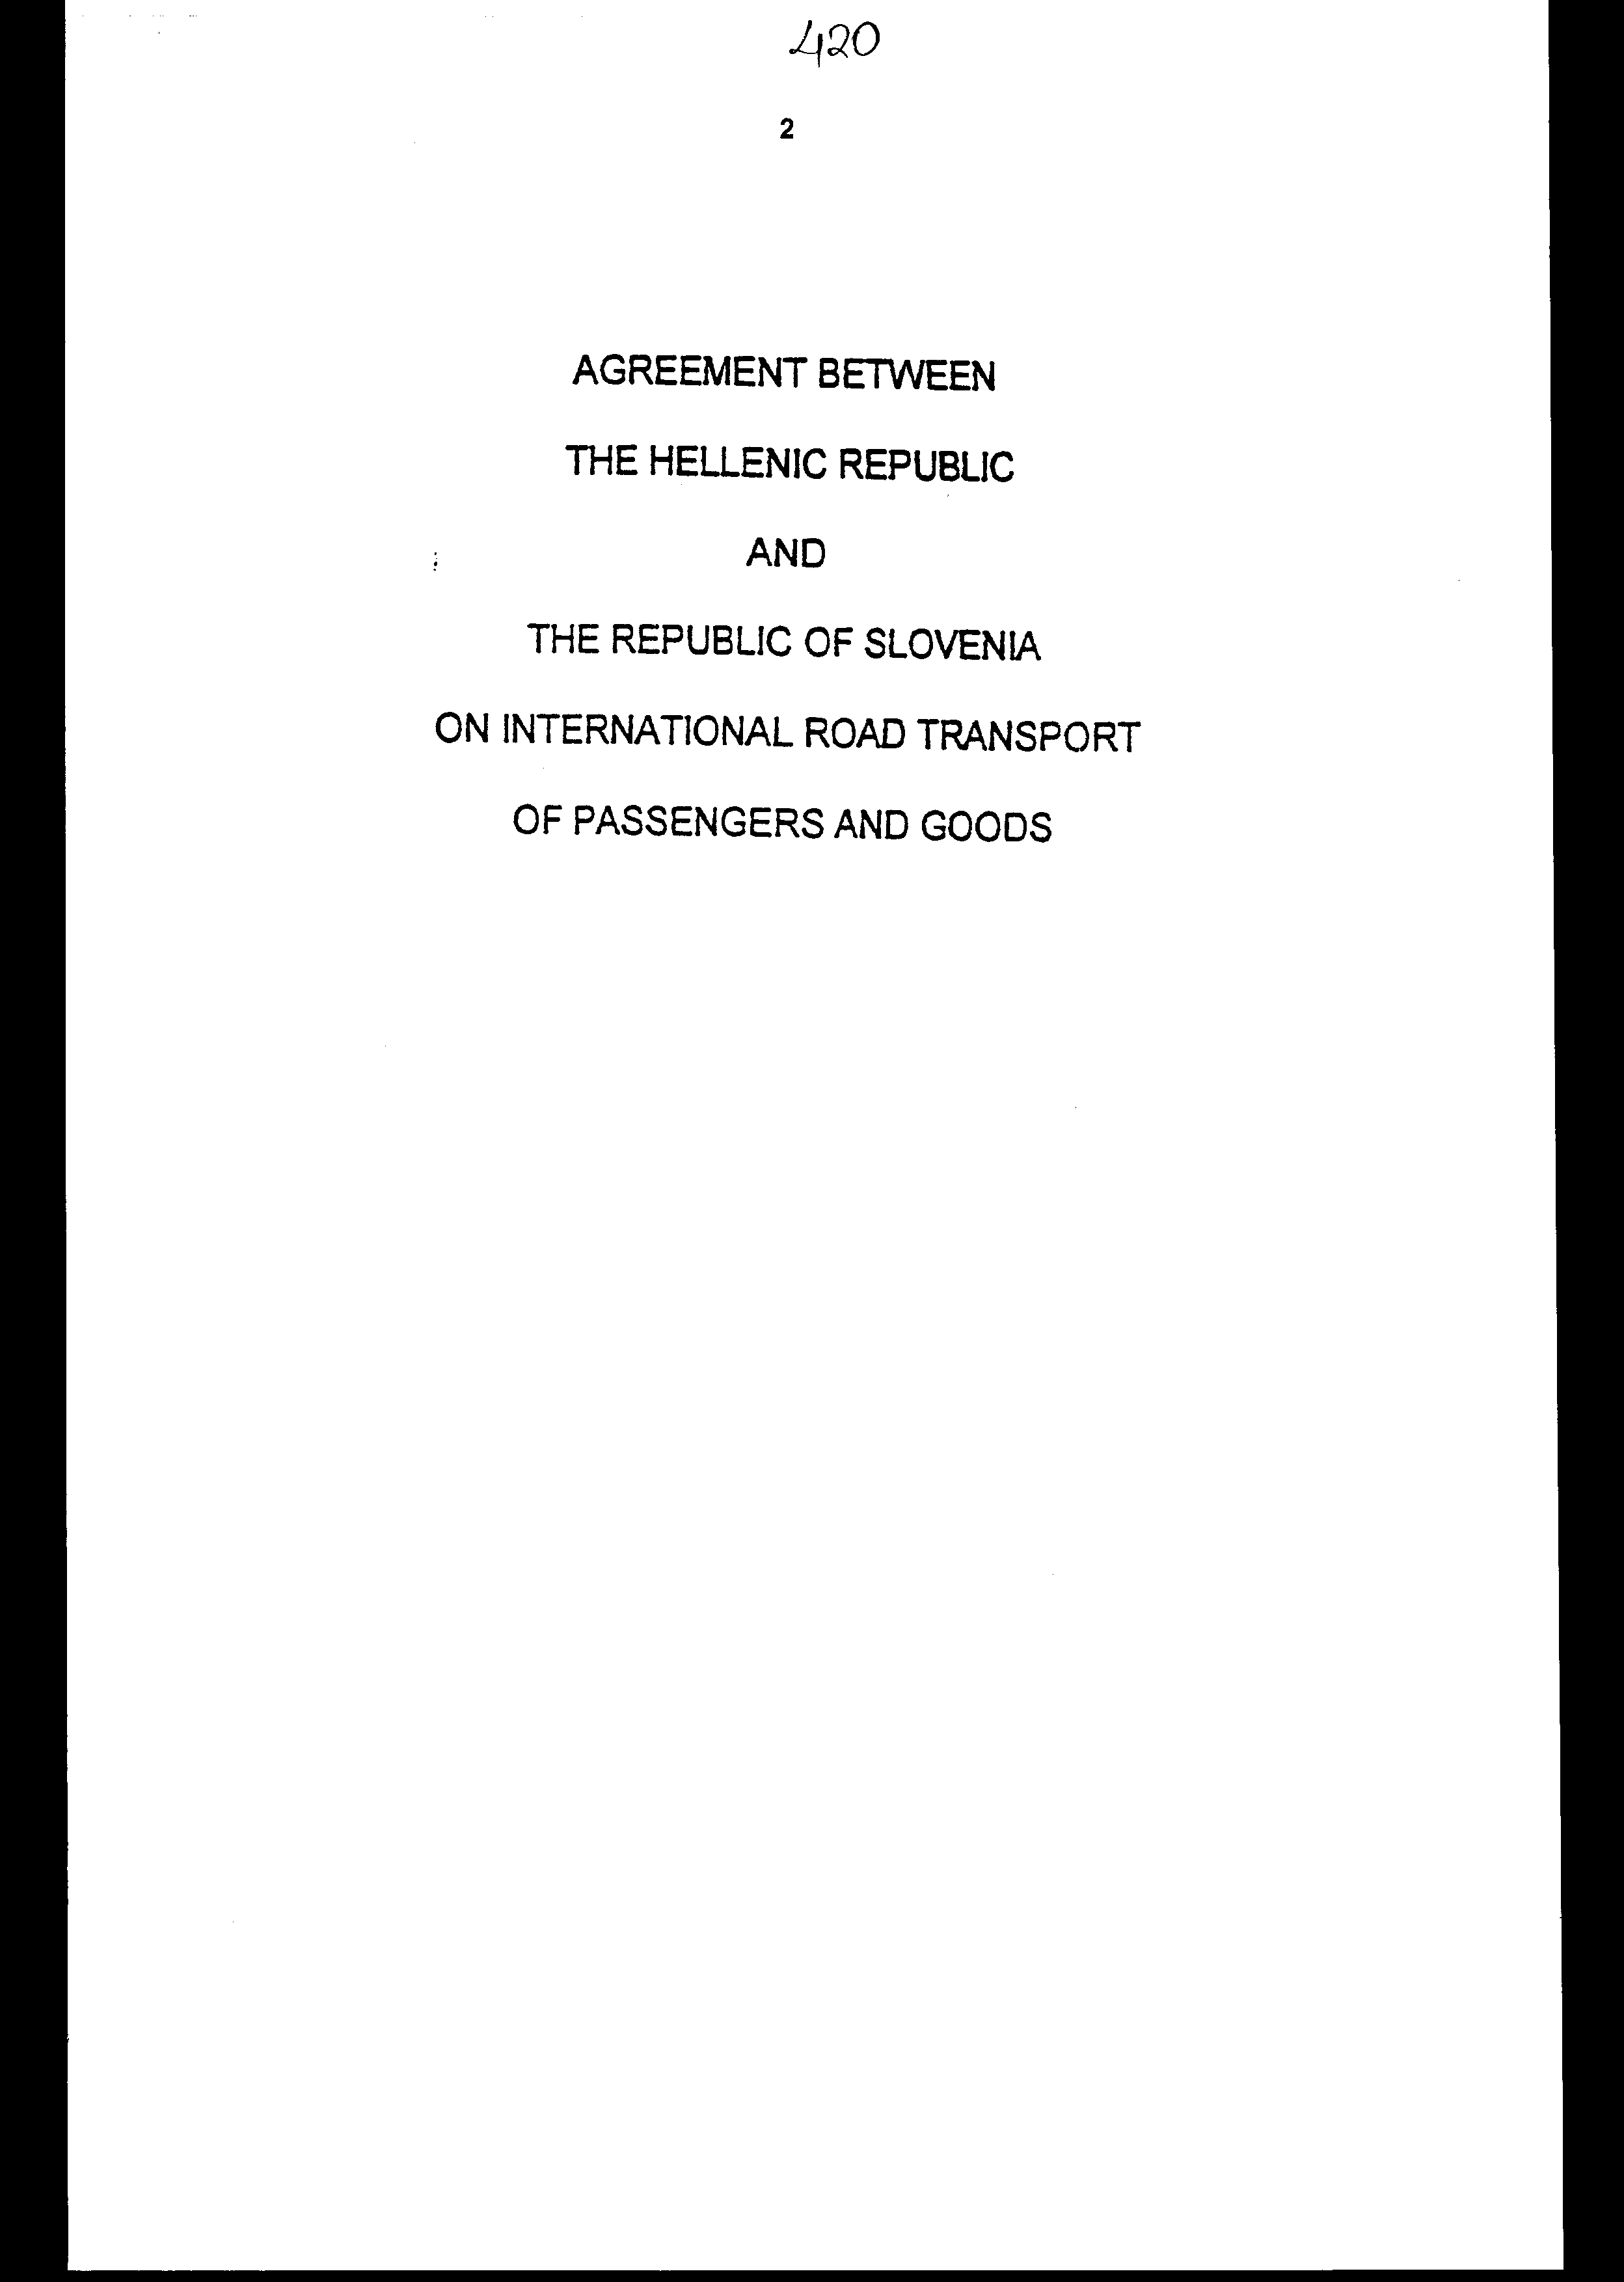 420
2
AGREEMENT BETWEEN
THE HELLENIC REPUBLIC
AND
THE REPUBLIC OF SLOVENIA
ON INTERNATIONAL ROAD TRANSPORT
OF PASSENGERS AND GOODS